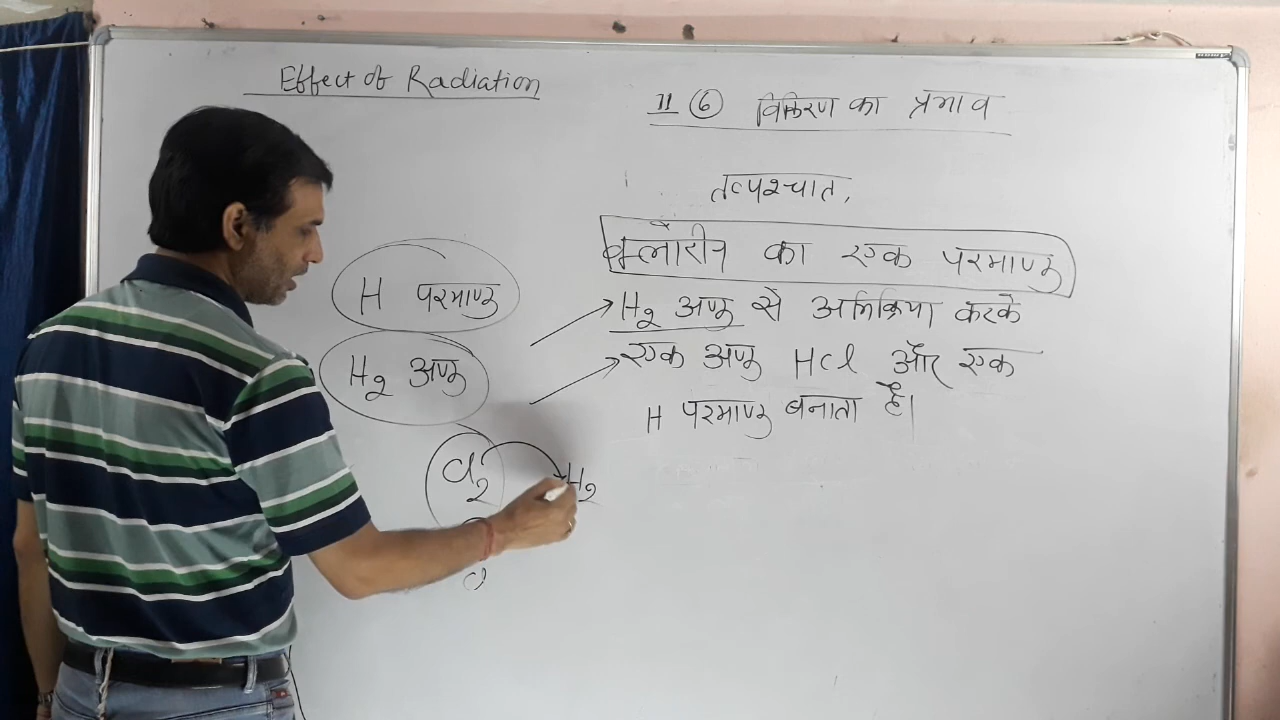 Effect of Radiation
11 6 विकिरण का प्रभाव
तत्पश्चात,
क्लोरीन का एक परमाणु
H2 अणु से अभिक्रिया करके
एक अणु HCl और एक
H परमाणु बनाता है।
H परमाणु
H2 अणु
Cl2 H2